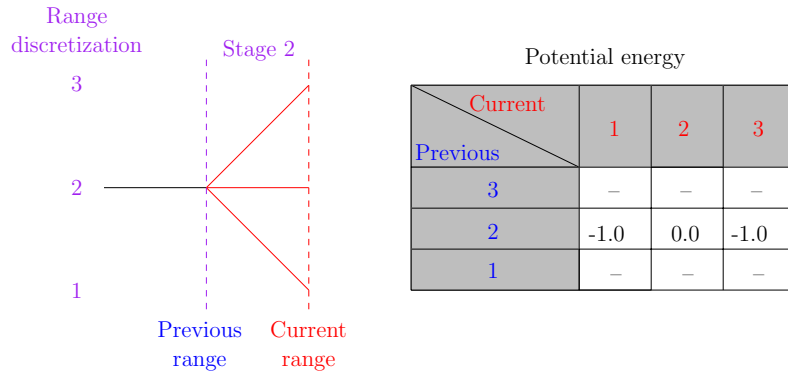 Range
discretization
Stage 2
3
2
1
Previous
range
Current
range
Potential energy
Current
Previous
1 2 3
3 – – –
2 -1.0 0.0 -1.0
1 – – –